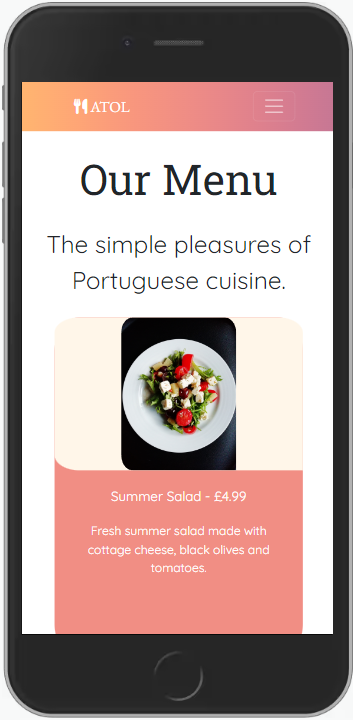 ATOL
Our Menu
The simple pleasures of
Portuguese cuisine.
Summer Salad - £4.99
Fresh summer salad made with
cottage cheese, black olives and
tomatoes.